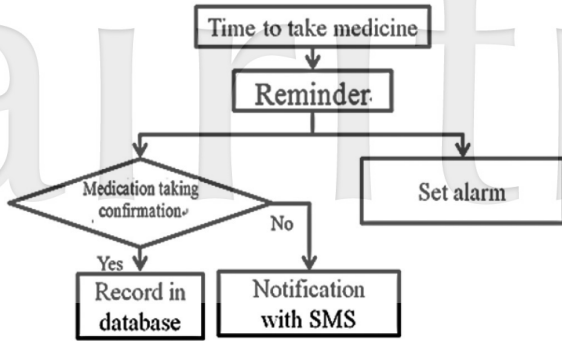 Time to take medicine
Reminder
Medication taking
confirmation
Set alarm
No
Yes
Record in
database
Notification
with SMS